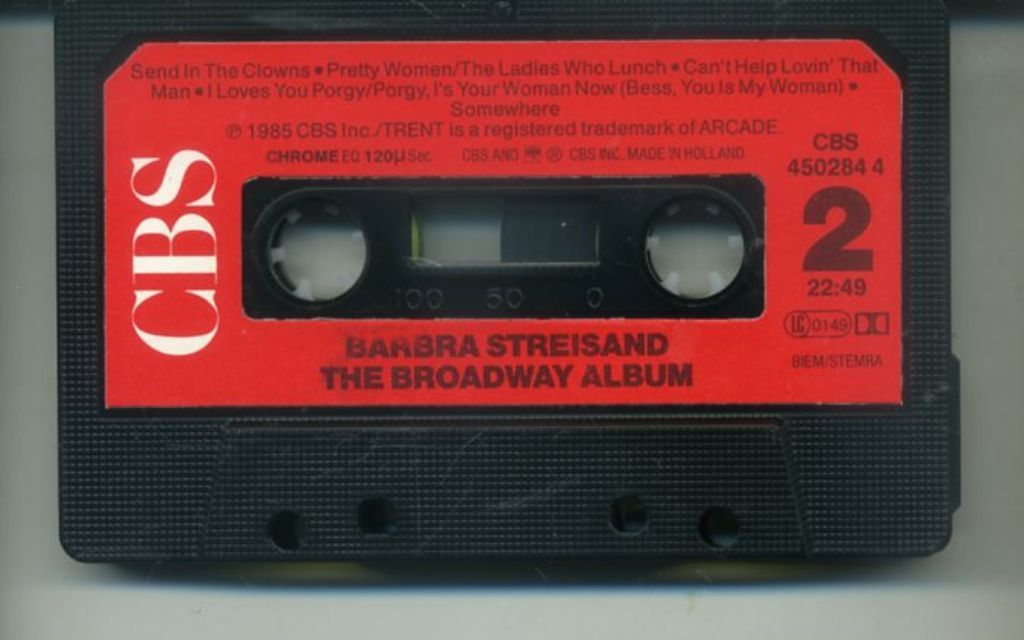 Send In The Clowns • Pretty Women/The Ladies Who Lunch • Can't Help Lovin' That
Man • I Loves You Porgy/Porgy, I's Your Woman Now (Bess, You Is My Woman) •
Somewhere
℗ 1985 CBS Inc./TRENT is a registered trademark of ARCADE.
CHROME EQ 120µ Sec. CBS AND ® CBS INC. MADE IN HOLLAND
CBS
450284 4
CBS
2
22:49
100 50 0
LC 0149
BIEM/STEMRA
BARBRA STREISAND
THE BROADWAY ALBUM